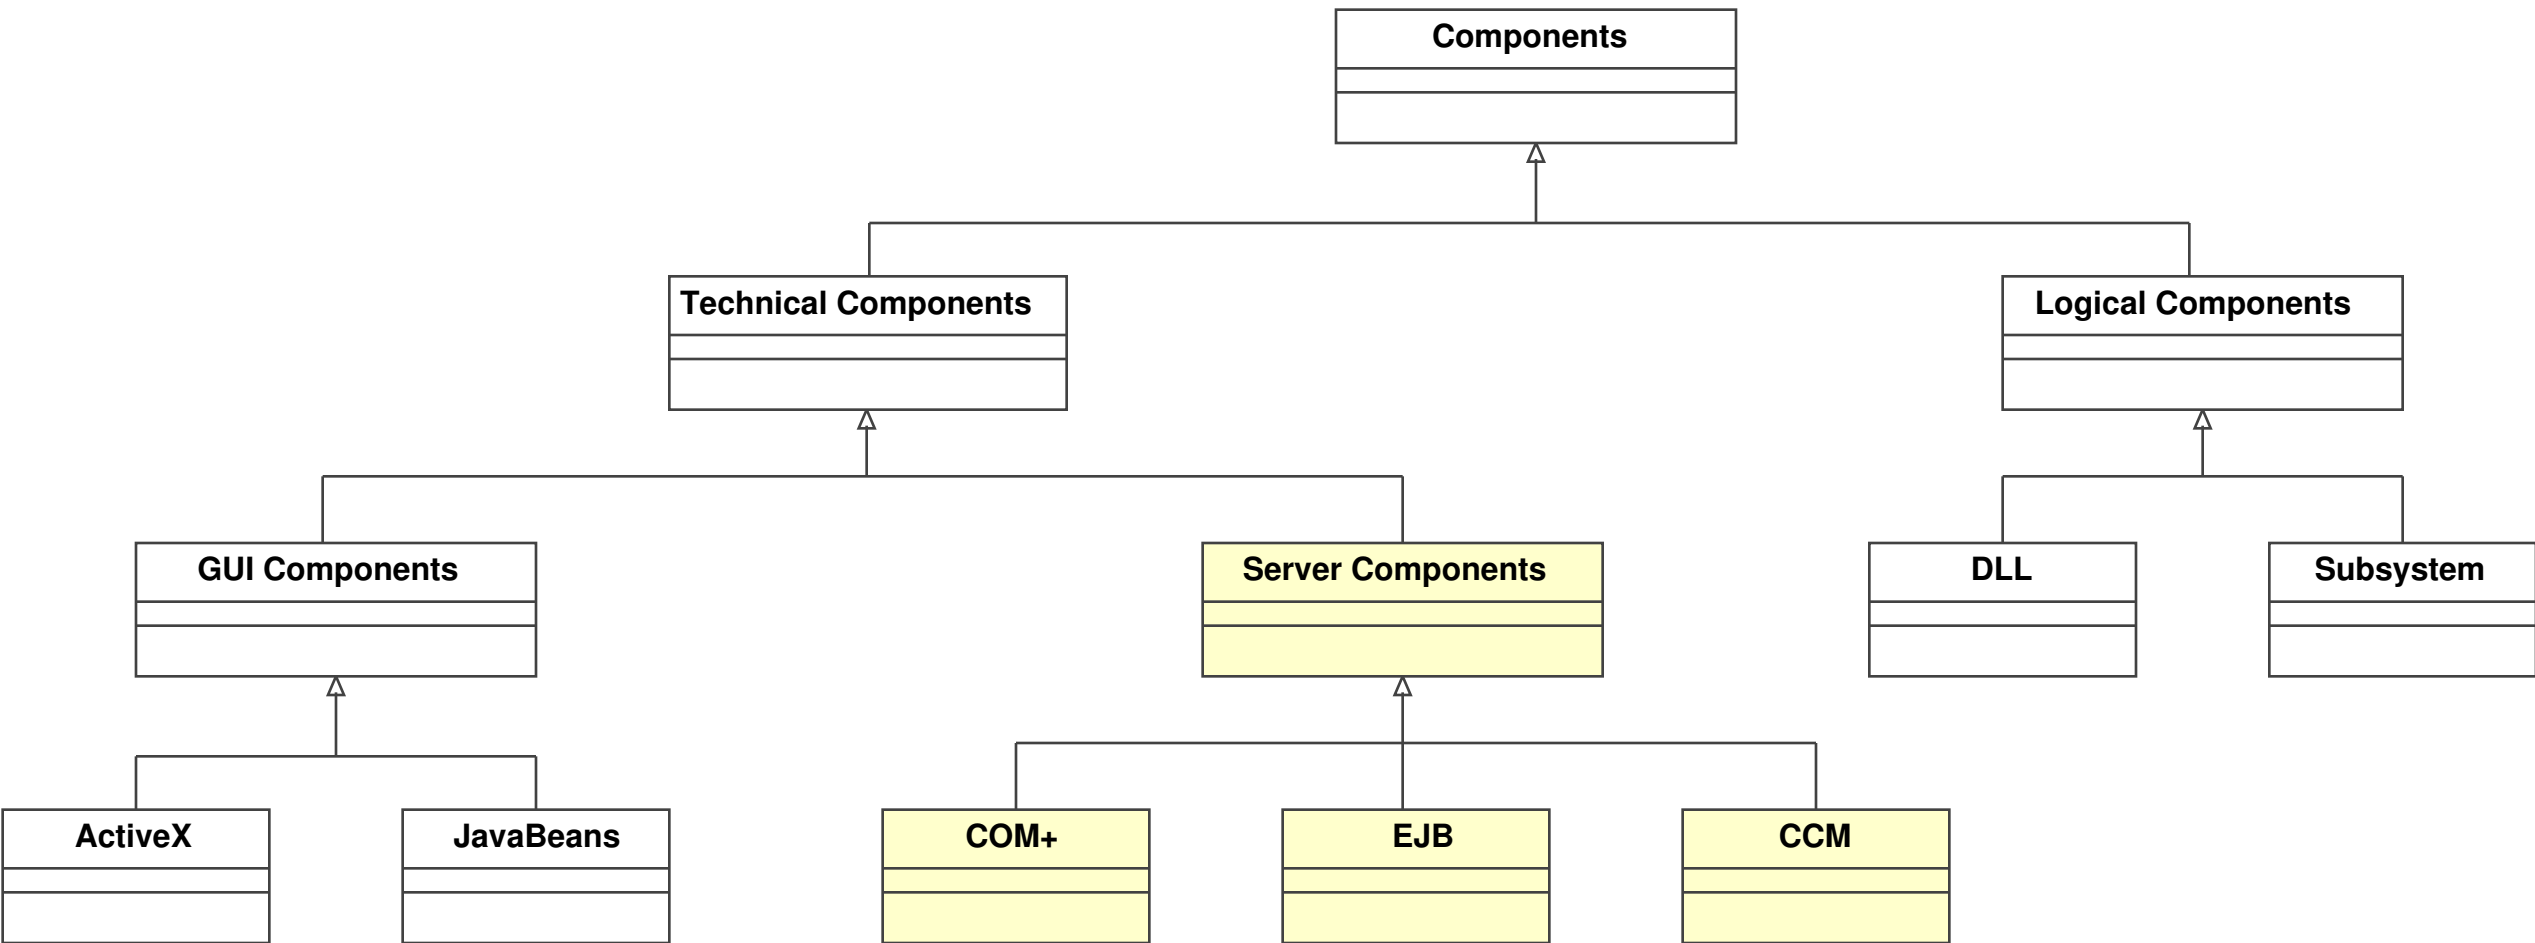 Components
Technical Components
Logical Components
GUI Components
Server Components
DLL
Subsystem
ActiveX
JavaBeans
COM+
EJB
CCM